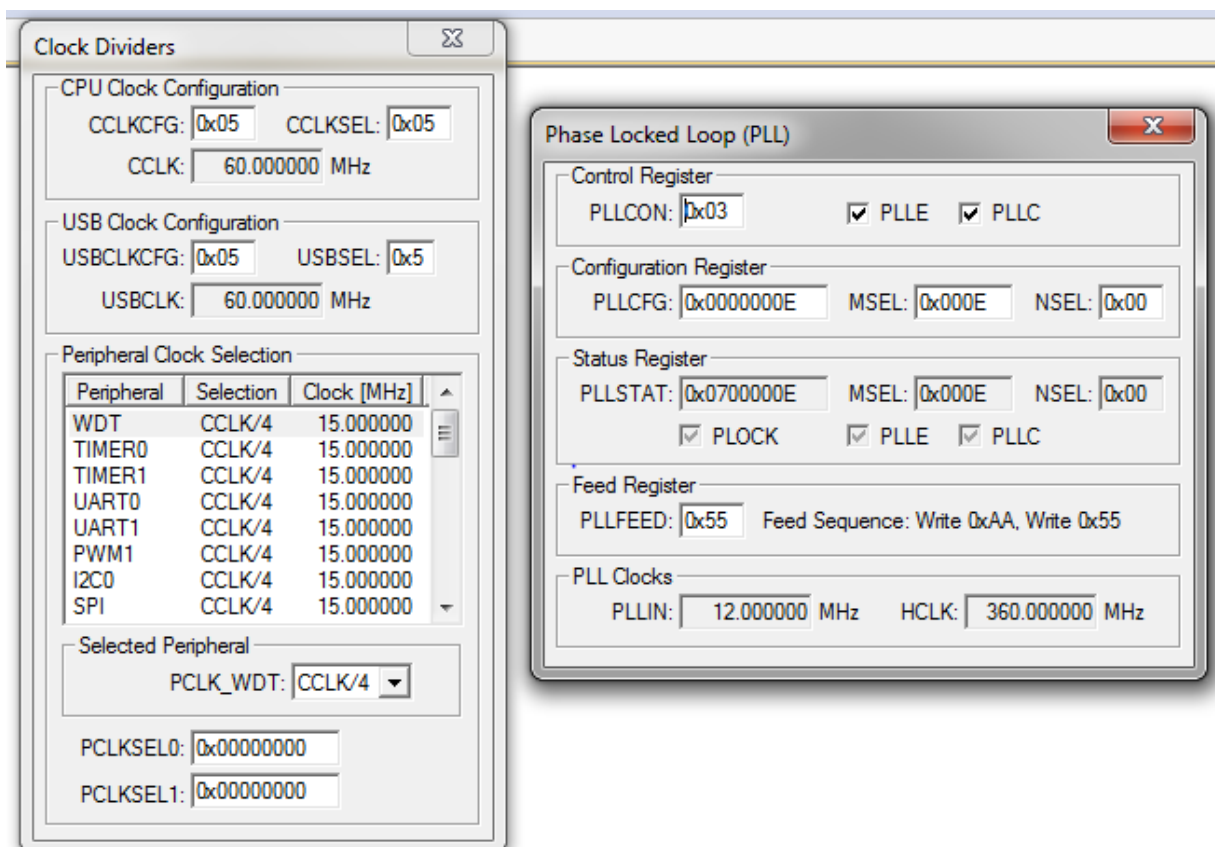 Clock Dividers
CPU Clock Configuration
CCLKCFG: 0x05 CCLKSEL: 0x05
CCLK: 60.000000 MHz
USB Clock Configuration
USBCLKCFG: 0x05 USBSEL: 0x5
USBCLK: 60.000000 MHz
Peripheral Clock Selection
Peripheral Selection Clock [MHz]
WDT CCLK/4 15.000000
TIMER0 CCLK/4 15.000000
TIMER1 CCLK/4 15.000000
UART0 CCLK/4 15.000000
UART1 CCLK/4 15.000000
PWM1 CCLK/4 15.000000
I2C0 CCLK/4 15.000000
SPI CCLK/4 15.000000
Selected Peripheral
PCLK_WDT: CCLK/4
PCLKSEL0: 0x00000000
PCLKSEL1: 0x00000000
Phase Locked Loop (PLL)
Control Register
PLLCON: 0x03 PLLE PLLC
Configuration Register
PLLCFG: 0x0000000E MSEL: 0x000E NSEL: 0x00
Status Register
PLLSTAT: 0x0700000E MSEL: 0x000E NSEL: 0x00
PLOCK PLLE PLLC
Feed Register
PLLFEED: 0x55 Feed Sequence: Write 0xAA, Write 0x55
PLL Clocks
PLLIN: 12.000000 MHz HCLK: 360.000000 MHz